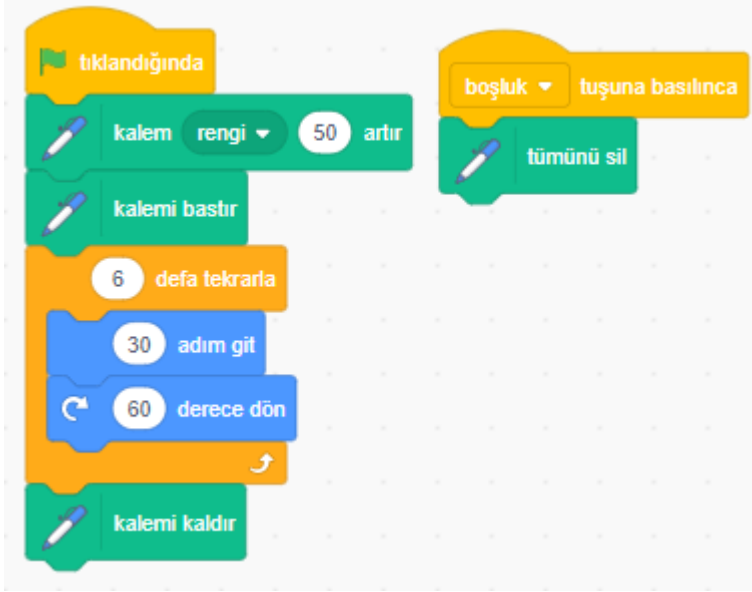 tıklandığında
kalem rengi 50 artır
kalemi bastır
6 defa tekrarla
30 adım git
60 derece dön
kalemi kaldır
boşluk tuşuna basılınca
tümünü sil